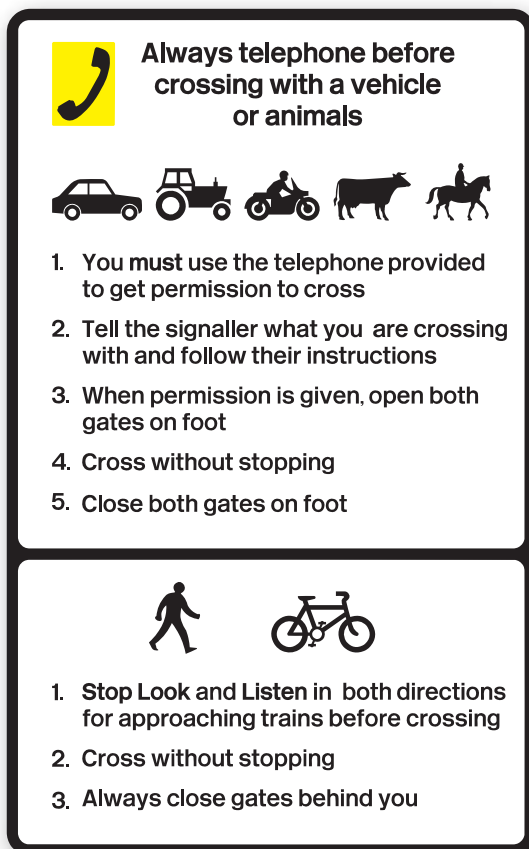 Always telephone before
crossing with a vehicle
or animals
1. You must use the telephone provided
to get permission to cross
2. Tell the signaller what you are crossing
with and follow their instructions
3. When permission is given, open both
gates on foot
4. Cross without stopping
5. Close both gates on foot
1. Stop Look and Listen in both directions
for approaching trains before crossing
2. Cross without stopping
3. Always close gates behind you